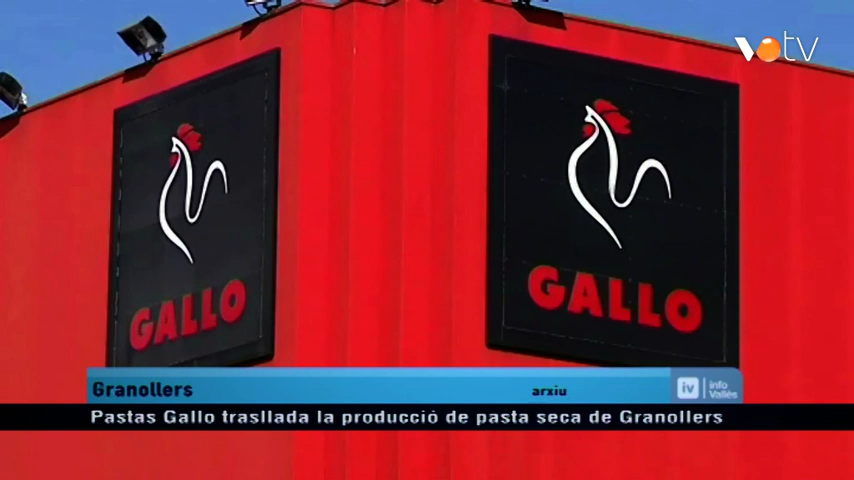 votv
GALLO
GALLO
Granollers
arxiu
iv info Vallès
Pastas Gallo trasllada la producció de pasta seca de Granollers